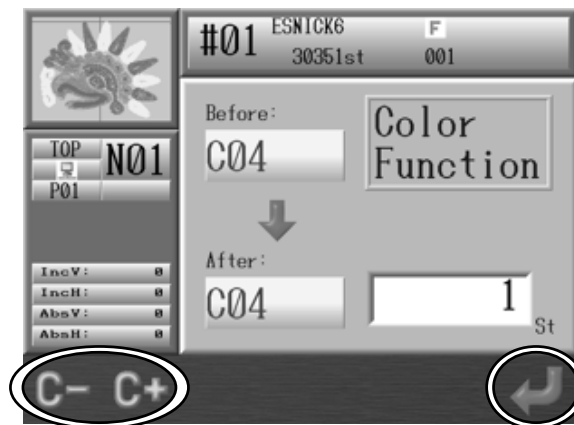 #01 ESNICK6 F
30351st 001
TOP N01
P01
IncV: 0
IncH: 0
AbsV: 0
AbsH: 0
Before:
C04
Color
Function
After:
C04
1
St
C- C+